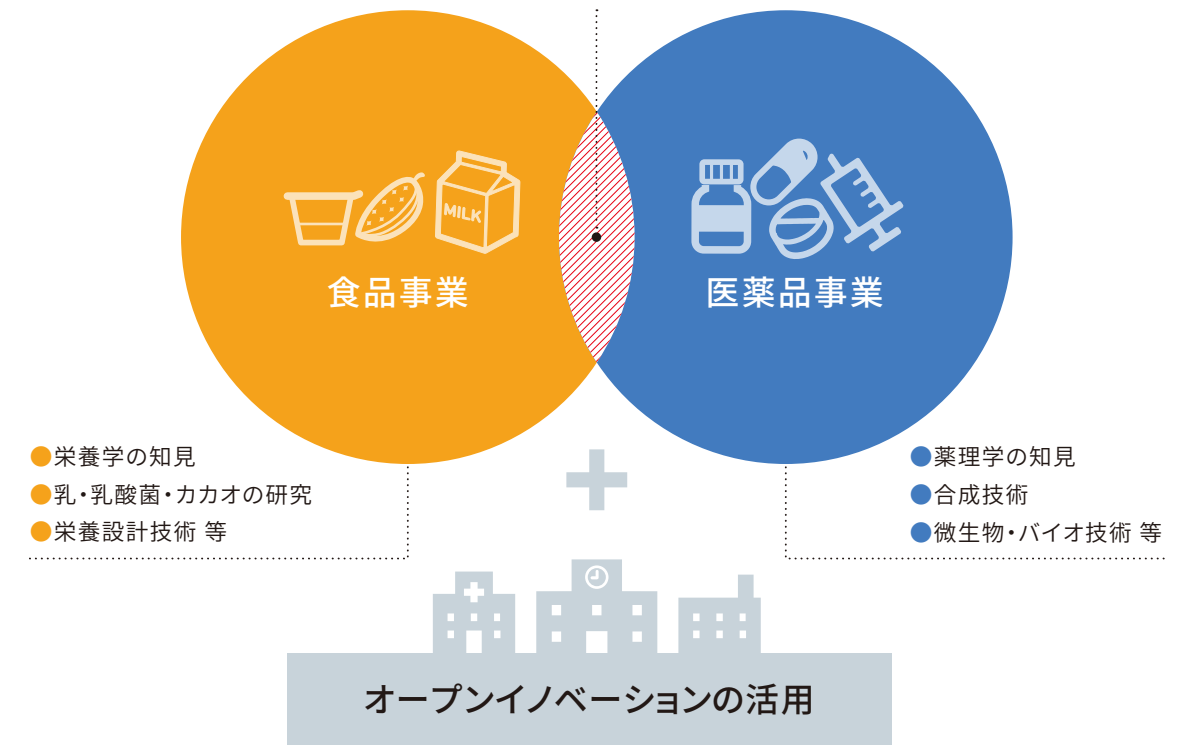 MILK
食品事業
医薬品事業
●栄養学の知見
●乳・乳酸菌・カカオの研究
●栄養設計技術 等
●薬理学の知見
●合成技術
●微生物・バイオ技術 等
オープンイノベーションの活用